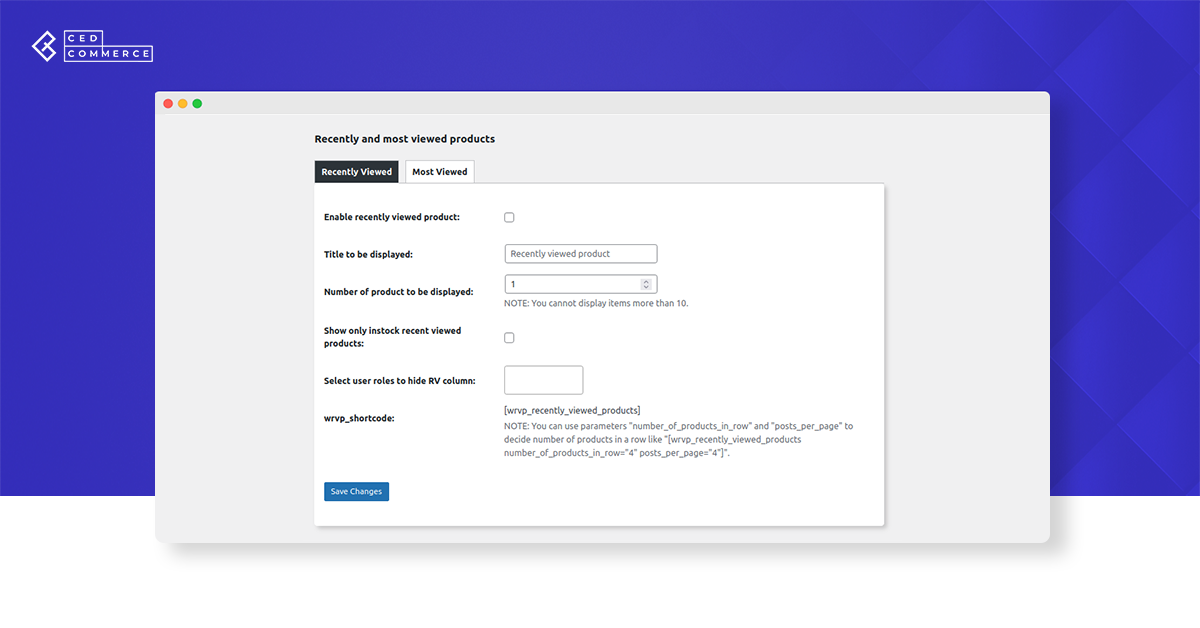 CED
COMMERCE
Recently and most viewed products
Recently Viewed
Most Viewed
Enable recently viewed product:
Title to be displayed:
Recently viewed product
Number of product to be displayed:
1
NOTE: You cannot display items more than 10.
Show only instock recent viewed
products:
Select user roles to hide RV column:
wrvp_shortcode:
[wrvp_recently_viewed_products]
NOTE: You can use parameters "number_of_products_in_row" and "posts_per_page" to
decide number of products in a row like "[wrvp_recently_viewed_products
number_of_products_in_row="4" posts_per_page="4"]".
Save Changes